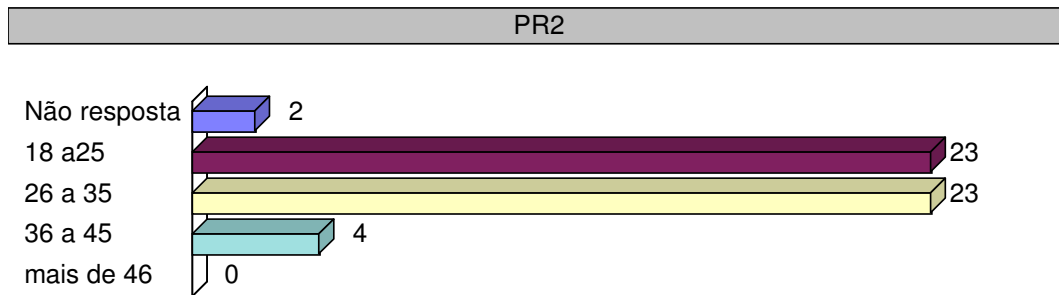 PR2
Não resposta 2
18 a25 23
26 a 35 23
36 a 45 4
mais de 46 0